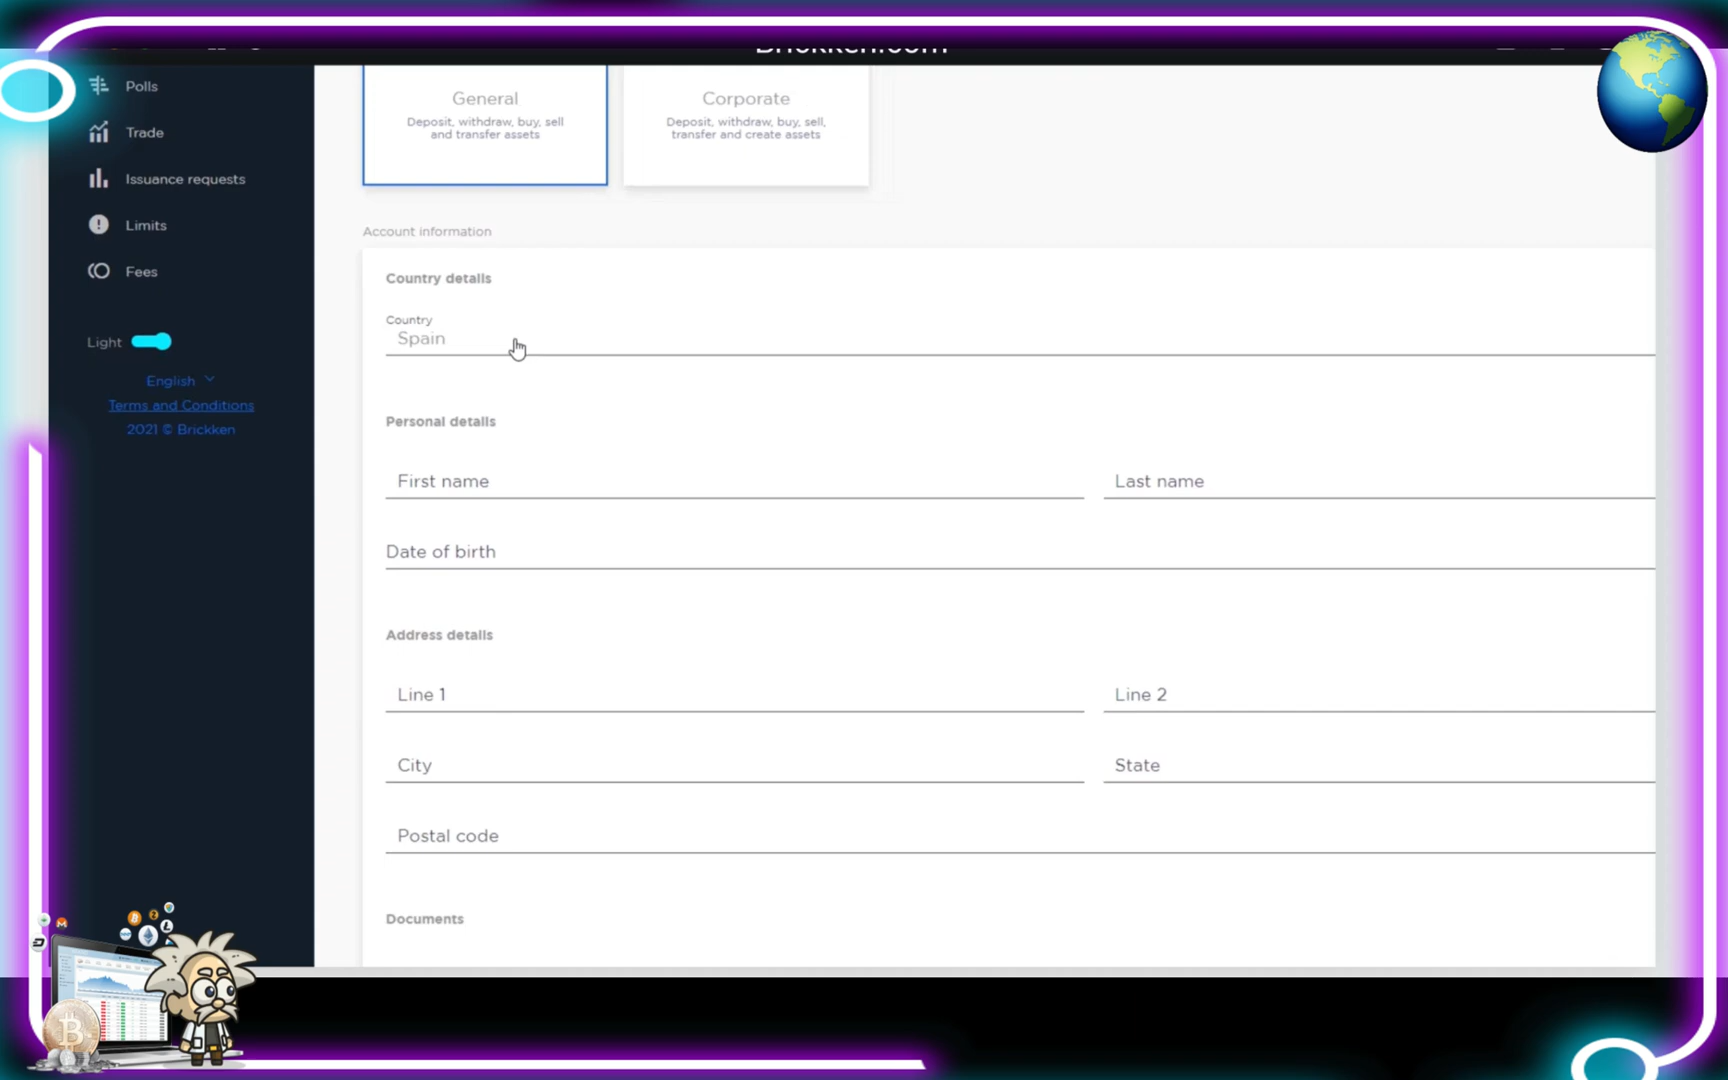 Brickken.com
Polls
Trade
Issuance requests
Limits
Fees
Light
English
Terms and Conditions
2021 © Brickken
General
Deposit, withdraw, buy, sell
and transfer assets
Corporate
Deposit, withdraw, buy, sell,
transfer and create assets
Account information
Country details
Country
Spain
Personal details
First name
Last name
Date of birth
Address details
Line 1
Line 2
City
State
Postal code
Documents